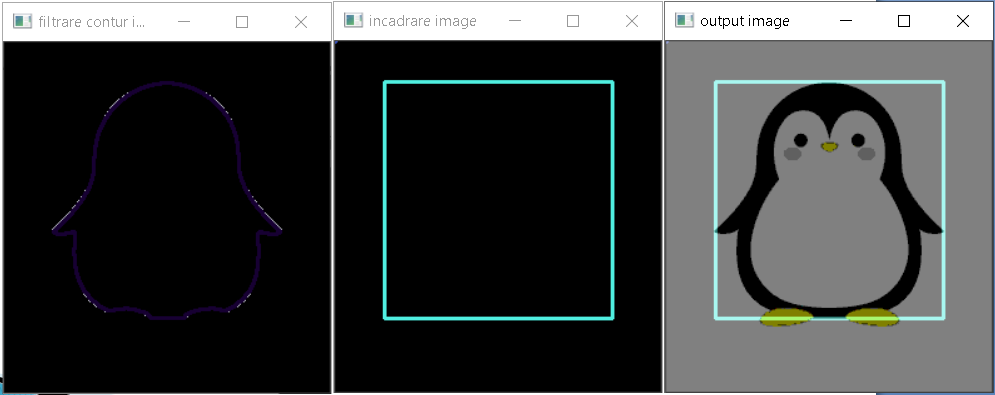 filtrare contur i...
incadrare image
output image